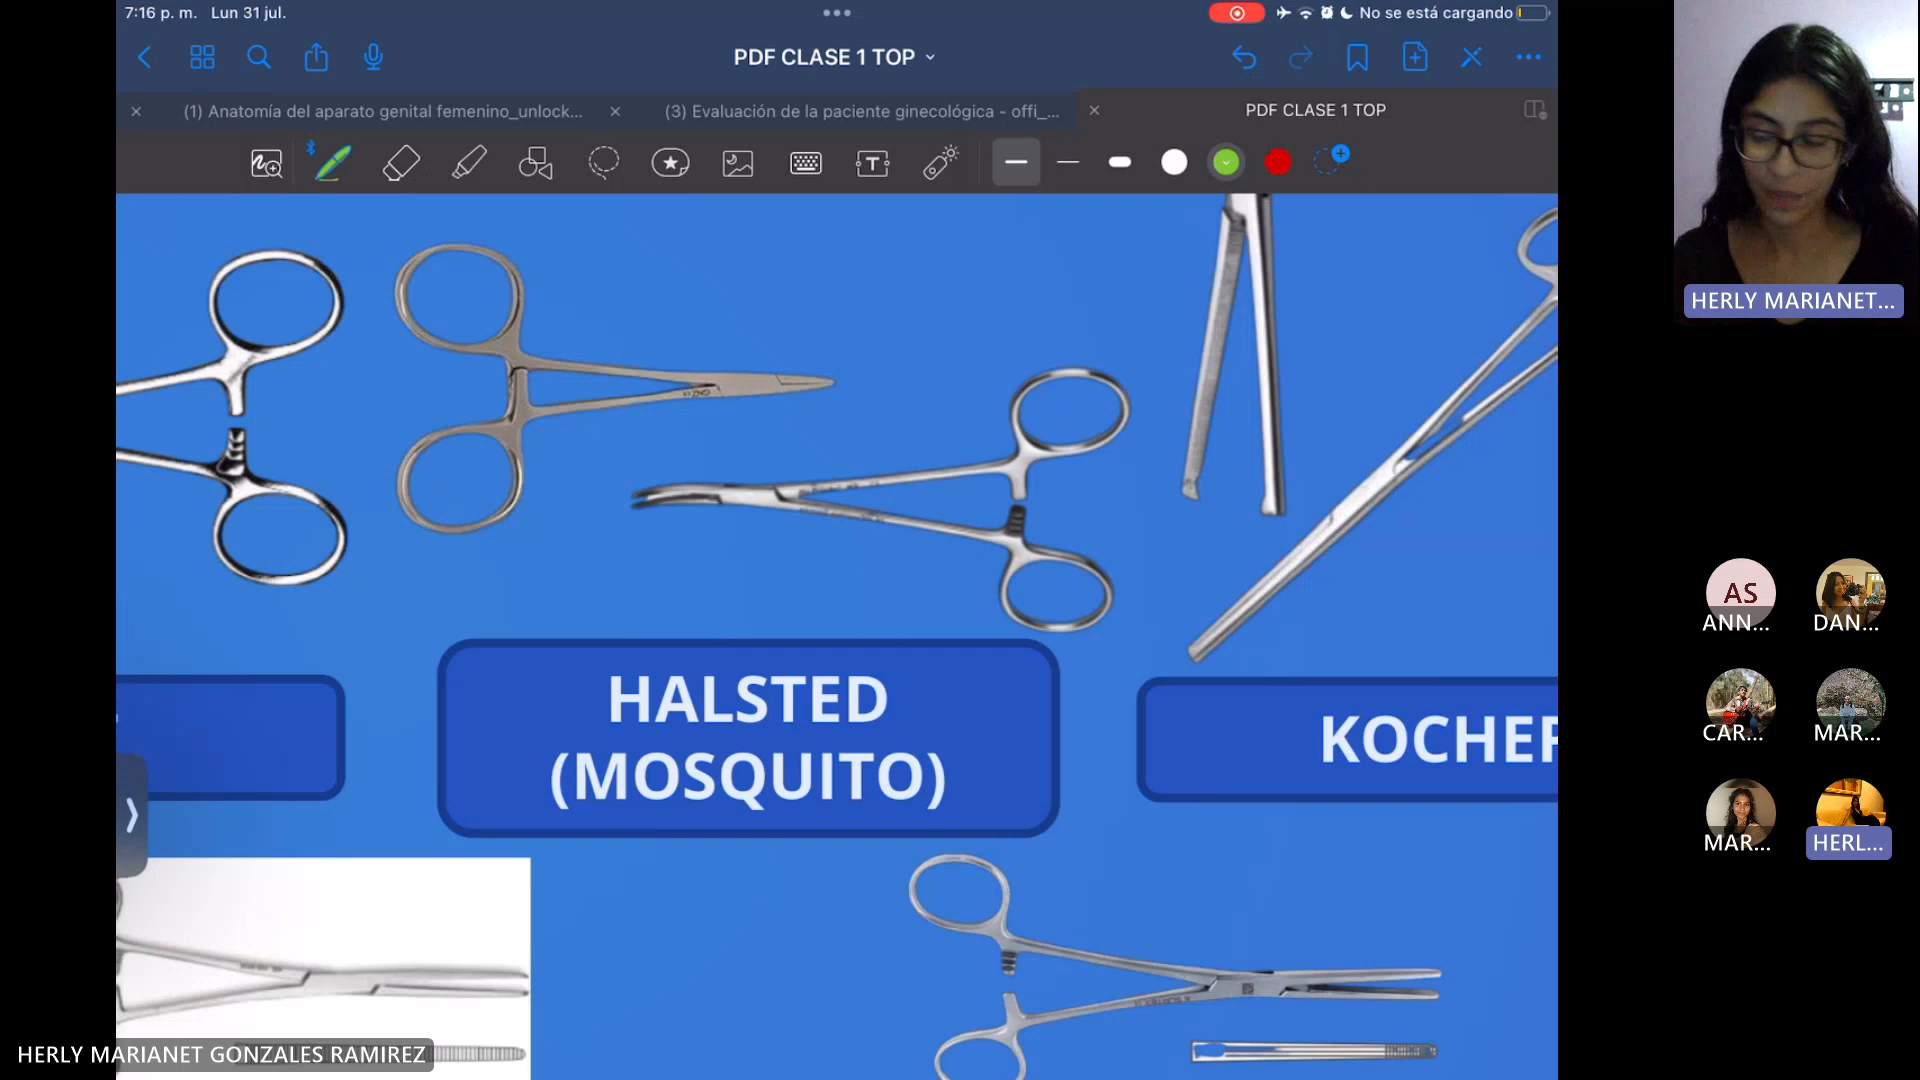 7:16 p. m. Lun 31 jul.
No se está cargando
PDF CLASE 1 TOP
(1) Anatomía del aparato genital femenino_unlock...
(3) Evaluación de la paciente ginecológica - offi_...
PDF CLASE 1 TOP
HERLY MARIANET...
HALSTED
(MOSQUITO)
KOCHER
AS
ANN...
DAN...
CAR...
MAR...
MAR...
HERL...
HERLY MARIANET GONZALES RAMIREZ